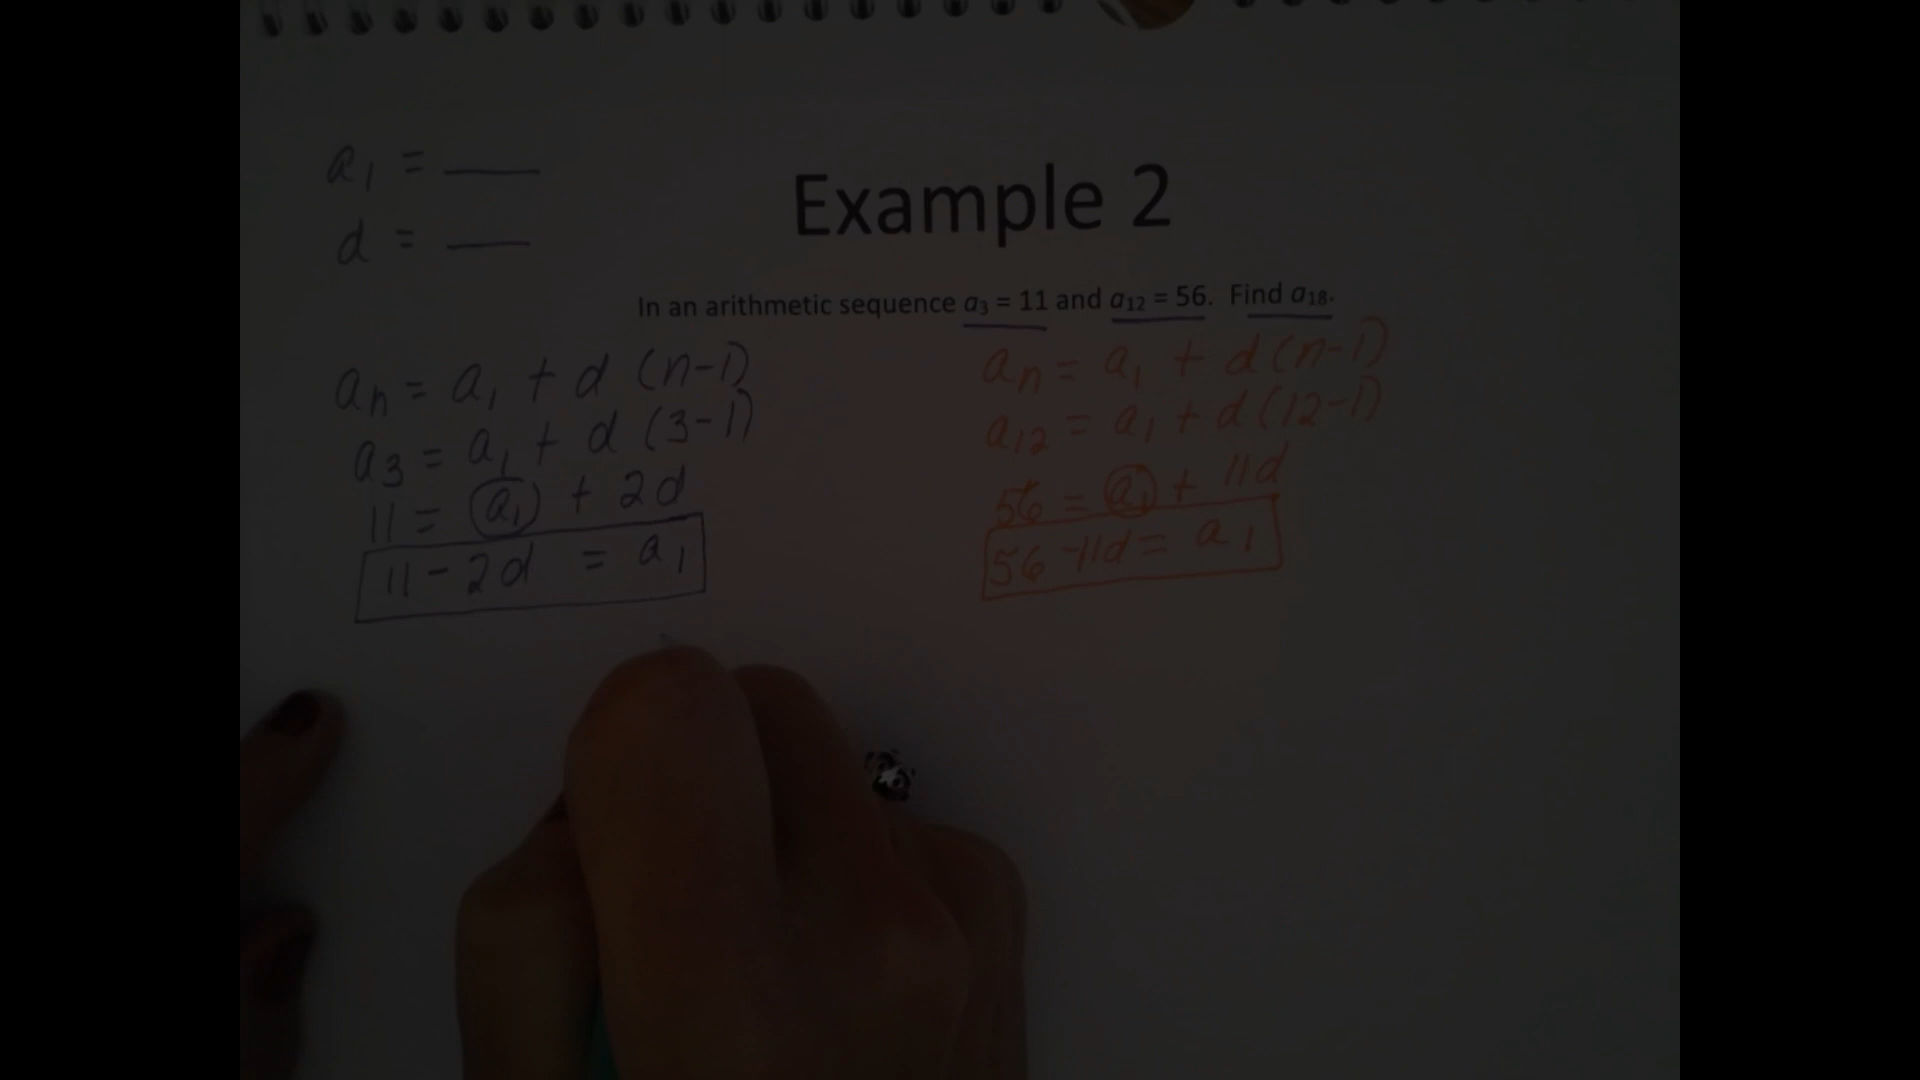 a₁ = ___
d = ___
Example 2
In an arithmetic sequence a₃ = 11 and a₁₂ = 56. Find a₁₈.
aₙ = a₁ + d (n-1)
a₃ = a₁ + d (3-1)
11 = a₁ + 2d
11 - 2d = a₁
aₙ = a₁ + d(n-1)
a₁₂ = a₁ + d(12-1)
56 = a₁ + 11d
56 - 11d = a₁